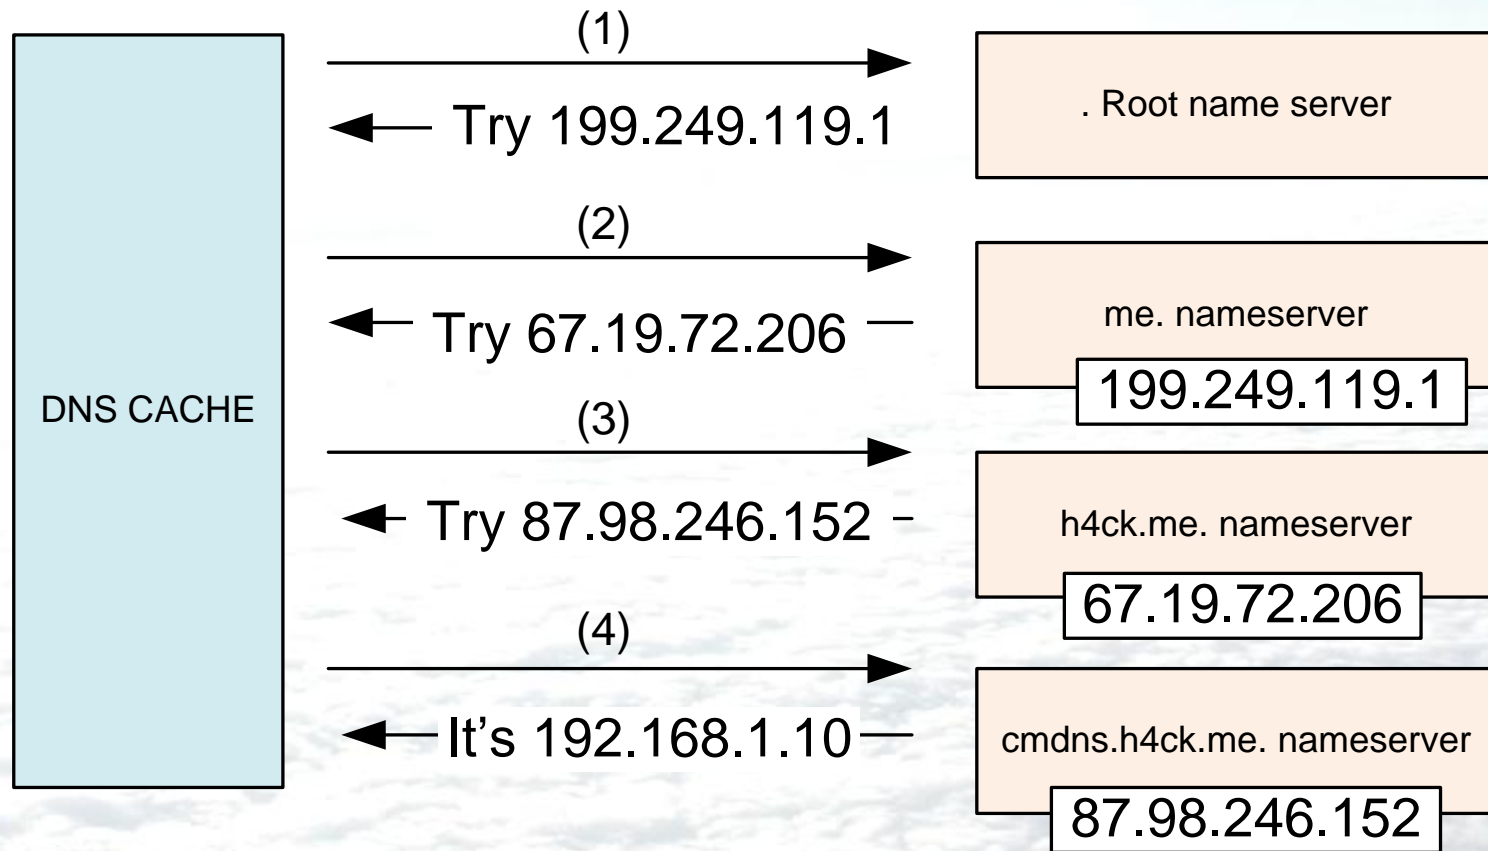 DNS CACHE
(1)
Try 199.249.119.1
. Root name server
(2)
Try 67.19.72.206
me. nameserver
199.249.119.1
(3)
Try 87.98.246.152
h4ck.me. nameserver
67.19.72.206
(4)
It's 192.168.1.10
cmdns.h4ck.me. nameserver
87.98.246.152